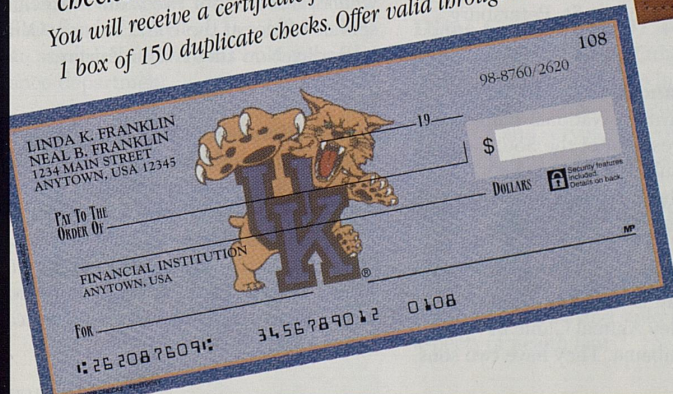 You will receive a certificate
1 box of 150 duplicate checks. Offer valid
108
98-8760/2620
LINDA K. FRANKLIN
NEAL B. FRANKLIN
1234 MAIN STREET
ANYTOWN, USA 12345
19
$
PAY TO THE
ORDER OF
DOLLARS
Security features
included.
Details on back.
UK
®
MP
FINANCIAL INSTITUTION
ANYTOWN, USA
FOR
⑆262087609⑆ 3456789012 0108